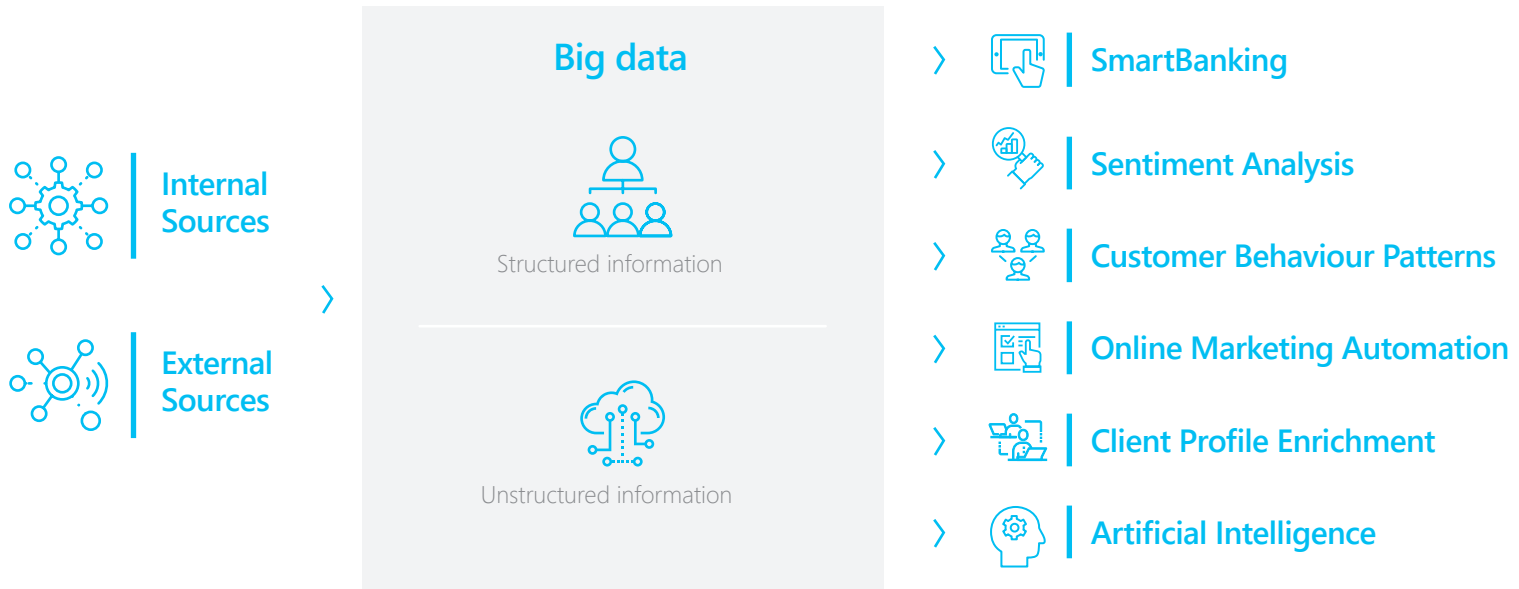 Internal
Sources
External
Sources
Big data
Structured information
Unstructured information
SmartBanking
Sentiment Analysis
Customer Behaviour Patterns
Online Marketing Automation
Client Profile Enrichment
Artificial Intelligence